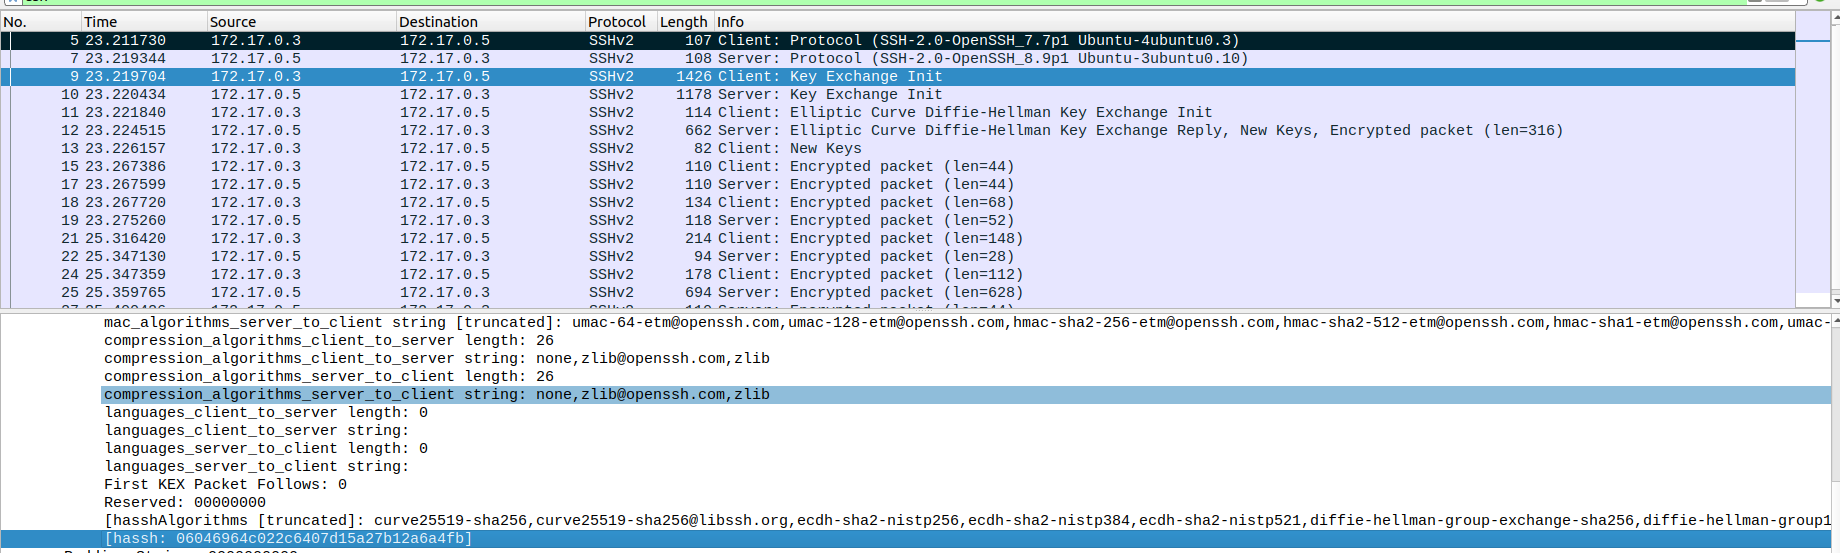 No. Time Source Destination Protocol Length Info
5 23.211730 172.17.0.3 172.17.0.5 SSHv2 107 Client: Protocol (SSH-2.0-OpenSSH_7.7p1 Ubuntu-4ubuntu0.3)
7 23.219344 172.17.0.5 172.17.0.3 SSHv2 108 Server: Protocol (SSH-2.0-OpenSSH_8.9p1 Ubuntu-3ubuntu0.10)
9 23.219704 172.17.0.3 172.17.0.5 SSHv2 1426 Client: Key Exchange Init
10 23.220434 172.17.0.5 172.17.0.3 SSHv2 1178 Server: Key Exchange Init
11 23.221840 172.17.0.3 172.17.0.5 SSHv2 114 Client: Elliptic Curve Diffie-Hellman Key Exchange Init
12 23.224515 172.17.0.5 172.17.0.3 SSHv2 662 Server: Elliptic Curve Diffie-Hellman Key Exchange Reply, New Keys, Encrypted packet (len=316)
13 23.226157 172.17.0.3 172.17.0.5 SSHv2 82 Client: New Keys
15 23.267386 172.17.0.3 172.17.0.5 SSHv2 110 Client: Encrypted packet (len=44)
17 23.267599 172.17.0.5 172.17.0.3 SSHv2 110 Server: Encrypted packet (len=44)
18 23.267720 172.17.0.3 172.17.0.5 SSHv2 134 Client: Encrypted packet (len=68)
19 23.275260 172.17.0.5 172.17.0.3 SSHv2 118 Server: Encrypted packet (len=52)
21 25.316420 172.17.0.3 172.17.0.5 SSHv2 214 Client: Encrypted packet (len=148)
22 25.347130 172.17.0.5 172.17.0.3 SSHv2 94 Server: Encrypted packet (len=28)
24 25.347359 172.17.0.3 172.17.0.5 SSHv2 178 Client: Encrypted packet (len=112)
25 25.359765 172.17.0.5 172.17.0.3 SSHv2 694 Server: Encrypted packet (len=628)
mac_algorithms_server_to_client string [truncated]: umac-64-etm@openssh.com,umac-128-etm@openssh.com,hmac-sha2-256-etm@openssh.com,hmac-sha2-512-etm@openssh.com,hmac-sha1-etm@openssh.com,umac-
compression_algorithms_client_to_server length: 26
compression_algorithms_client_to_server string: none,zlib@openssh.com,zlib
compression_algorithms_server_to_client length: 26
compression_algorithms_server_to_client string: none,zlib@openssh.com,zlib
languages_client_to_server length: 0
languages_client_to_server string:
languages_server_to_client length: 0
languages_server_to_client string:
First KEX Packet Follows: 0
Reserved: 00000000
[hasshAlgorithms [truncated]: curve25519-sha256,curve25519-sha256@libssh.org,ecdh-sha2-nistp256,ecdh-sha2-nistp384,ecdh-sha2-nistp521,diffie-hellman-group-exchange-sha256,diffie-hellman-group1
[hassh: 06046964c022c6407d15a27b12a6a4fb]